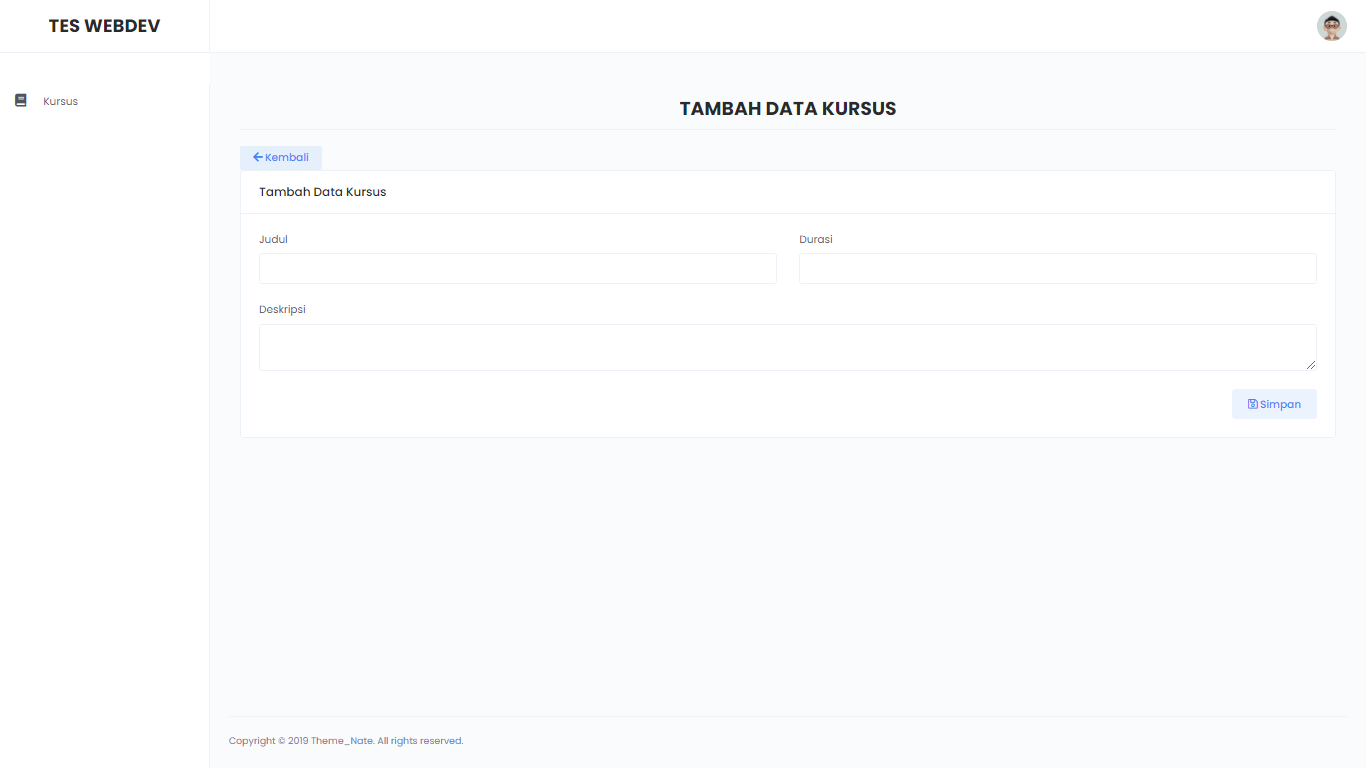 TES WEBDEV
Kursus
TAMBAH DATA KURSUS
Kembali
Tambah Data Kursus
Judul
Durasi
Deskripsi
Simpan
Copyright © 2019 Theme_Nate. All rights reserved.